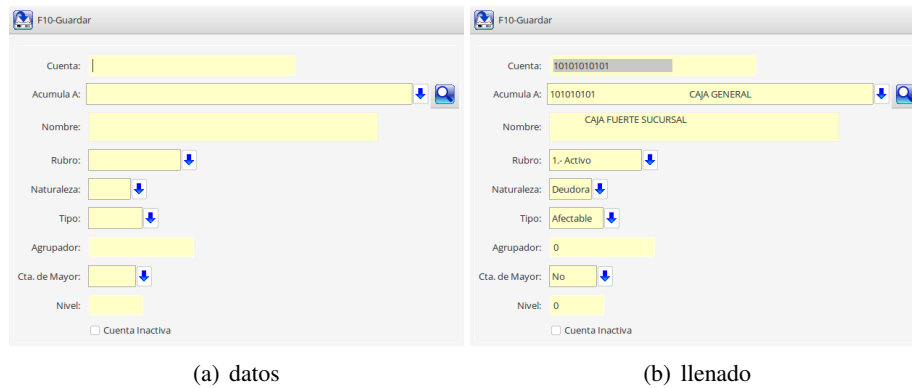 F10-Guardar
Cuenta:
Acumula A:
Nombre:
Rubro:
Naturaleza:
Tipo:
Agrupador:
Cta. de Mayor:
Nivel:
Cuenta Inactiva
(a) datos
F10-Guardar
Cuenta: 10101010101
Acumula A: 101010101 CAJA GENERAL
Nombre: CAJA FUERTE SUCURSAL
Rubro: 1.- Activo
Naturaleza: Deudora
Tipo: Afectable
Agrupador: 0
Cta. de Mayor: No
Nivel: 0
Cuenta Inactiva
(b) llenado